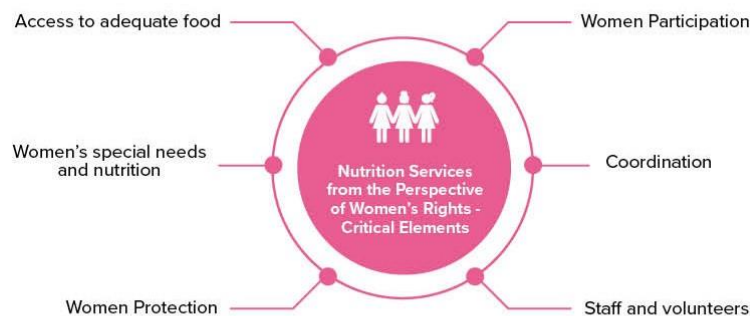 Access to adequate food
Women Participation
Women's special needs
and nutrition
Nutrition Services
from the Perspective
of Women's Rights -
Critical Elements
Coordination
Women Protection
Staff and volunteers